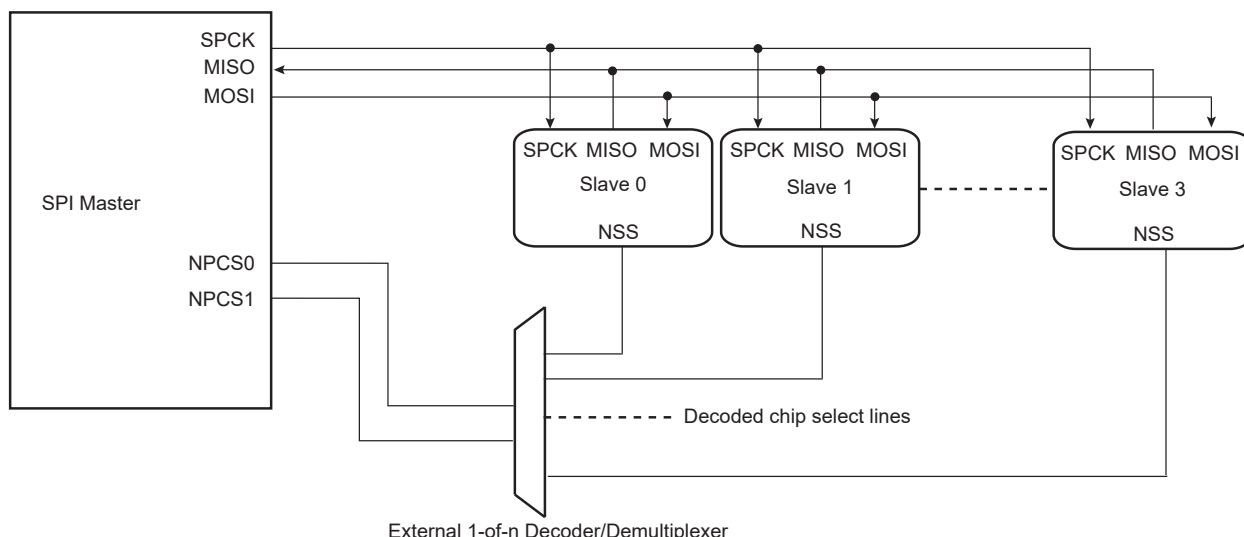 SPCK
MISO
MOSI
SPI Master
NPCS0
NPCS1
SPCK MISO MOSI
Slave 0
NSS
SPCK MISO MOSI
Slave 1
NSS
SPCK MISO MOSI
Slave 3
NSS
Decoded chip select lines
External 1-of-n Decoder/Demultiplexer